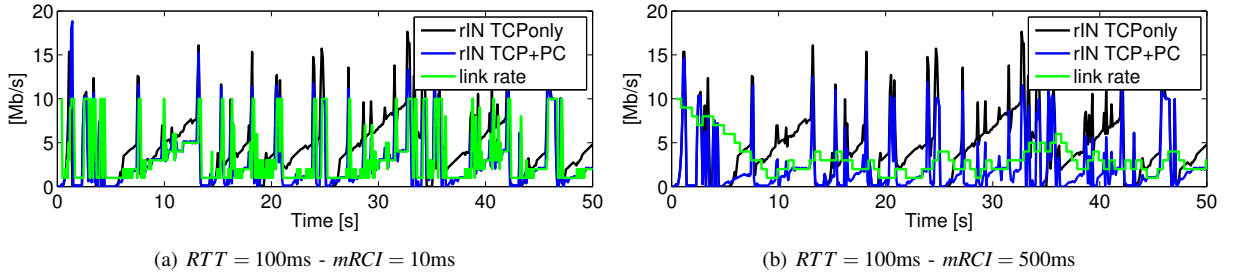 20
15
10
5
0
[Mb/s]
rIN TCPonly
rIN TCP+PC
link rate
0 10 20 30 40 50
Time [s]
(a) RTT = 100ms - mRCI = 10ms
20
15
10
5
0
[Mb/s]
rIN TCPonly
rIN TCP+PC
link rate
0 10 20 30 40 50
Time [s]
(b) RTT = 100ms - mRCI = 500ms